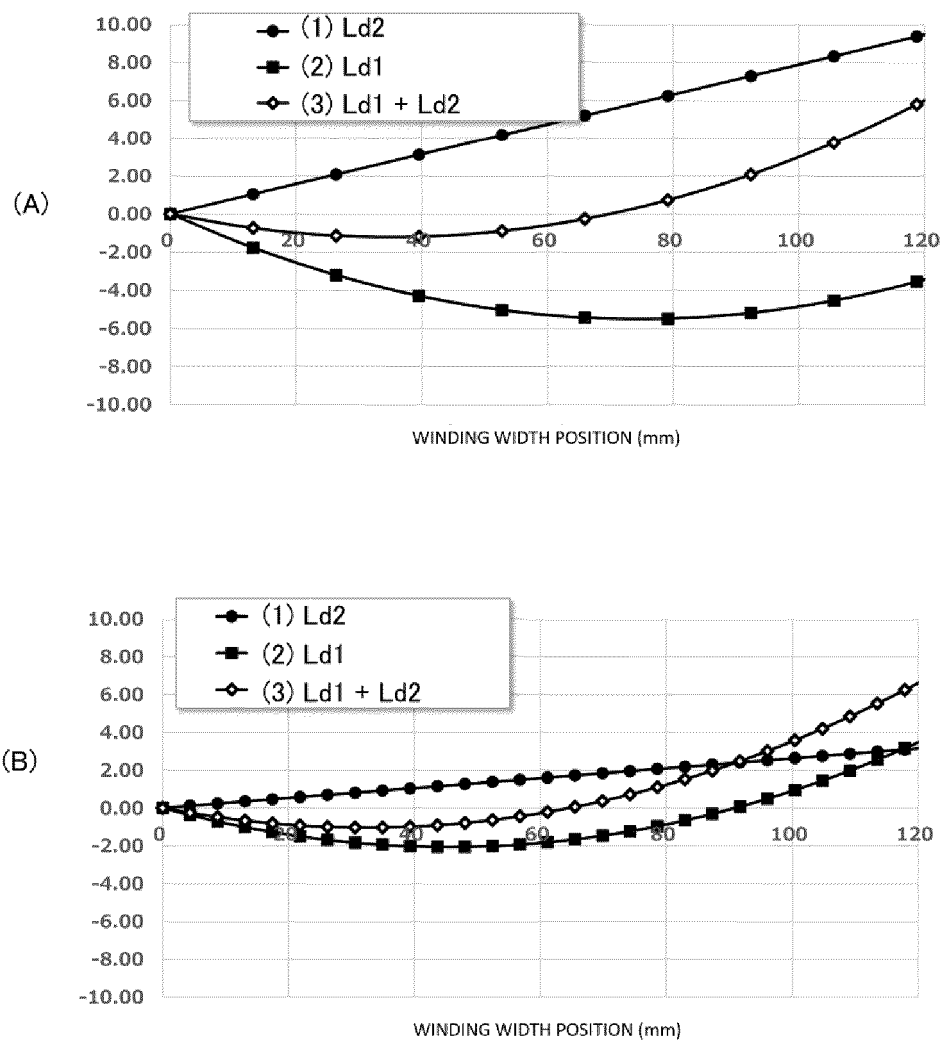 10.00
(1) Ld2
8.00
(2) Ld1
6.00
(3) Ld1 + Ld2
4.00
2.00
(A)
0.00
0 20 40 60 80 100 120
-2.00
-4.00
-6.00
-8.00
-10.00
WINDING WIDTH POSITION (mm)
10.00
(1) Ld2
8.00
(2) Ld1
6.00
(3) Ld1 + Ld2
4.00
(B)
2.00
0.00
0 20 40 60 80 100 120
-2.00
-4.00
-6.00
-8.00
-10.00
WINDING WIDTH POSITION (mm)